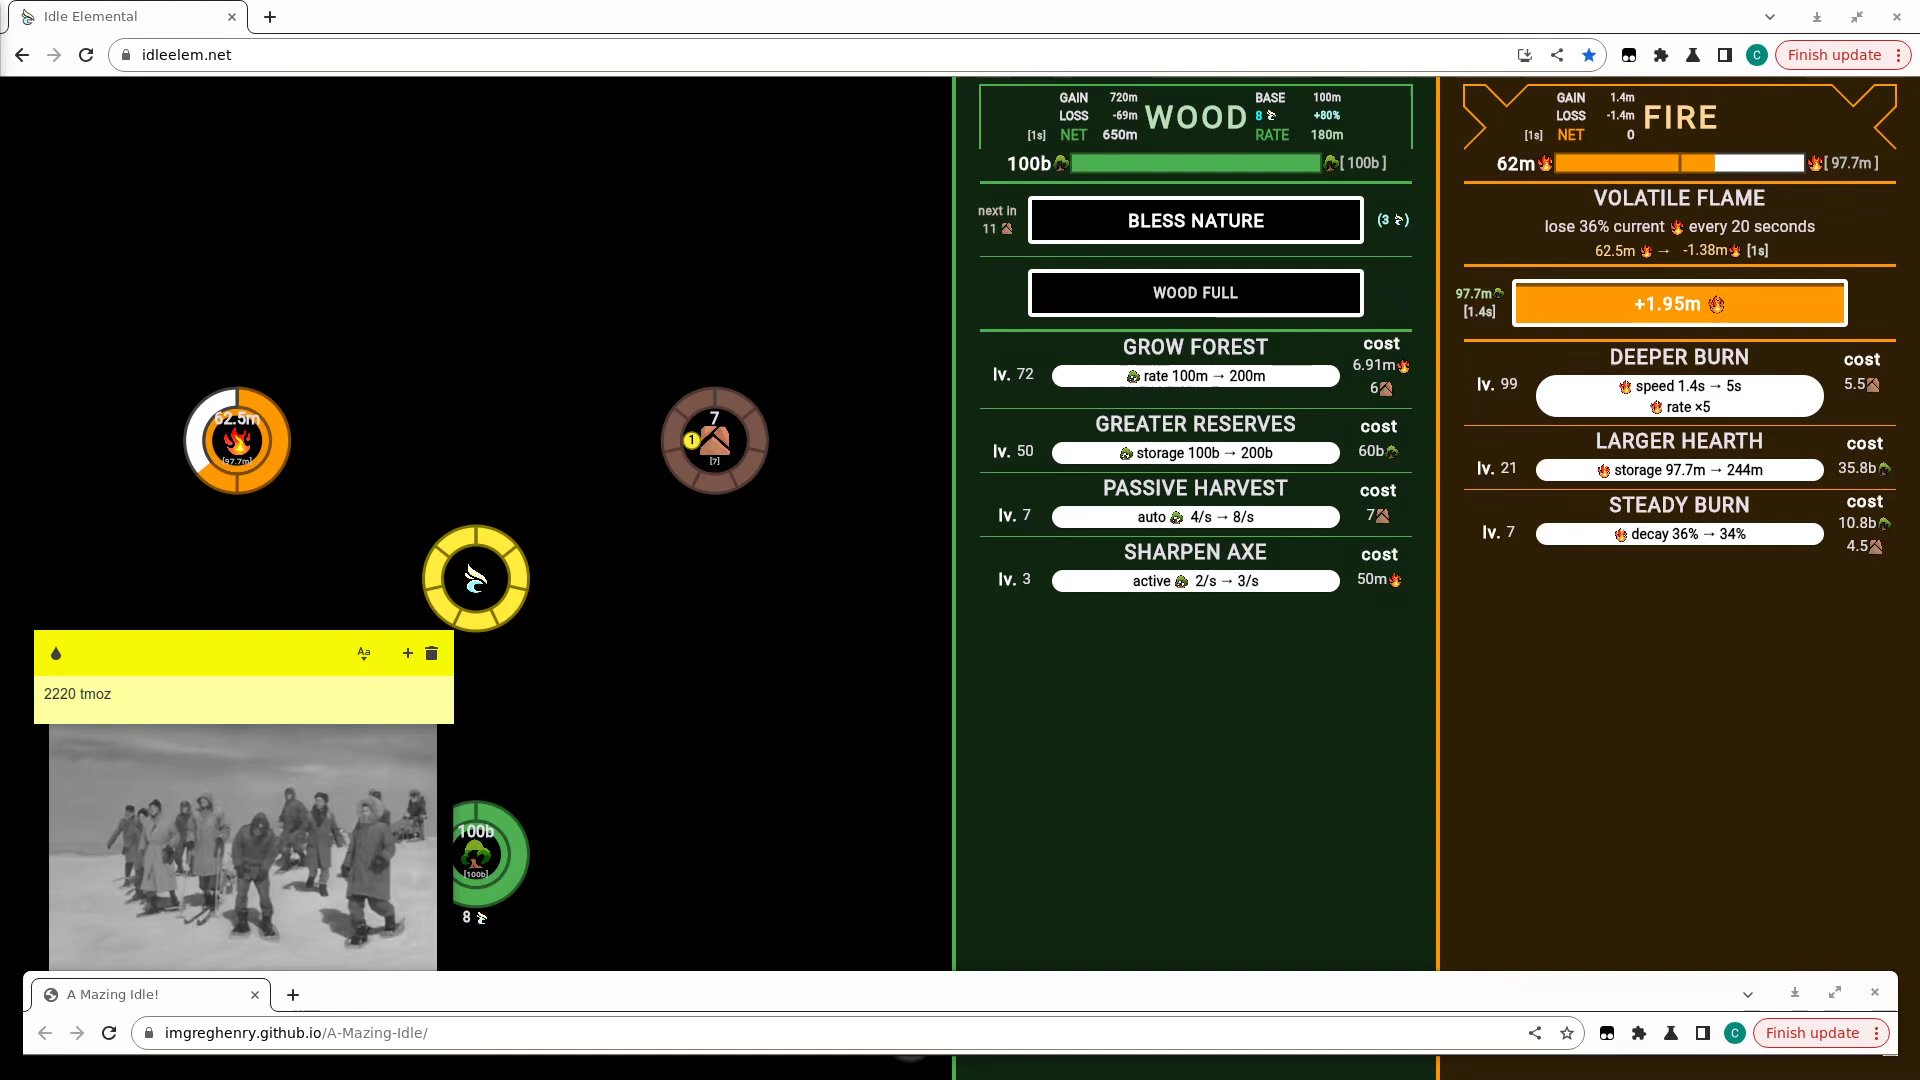 Idle Elemental
idleelem.net
Finish update
62.5m
[97.7m]
7
1
[7]
2220 tmoz
Aa
100b
[100b]
8
GAIN 720m
LOSS -69m
[1s] NET 650m
WOOD
BASE 100m
8 +80%
RATE 180m
100b [100b]
next in
11
BLESS NATURE
(3 )
WOOD FULL
GROW FOREST
lv. 72
rate 100m → 200m
cost
6.91m
6
GREATER RESERVES
lv. 50
storage 100b → 200b
cost
60b
PASSIVE HARVEST
lv. 7
auto 4/s → 8/s
cost
7
SHARPEN AXE
lv. 3
active 2/s → 3/s
cost
50m
GAIN 1.4m
LOSS -1.4m
[1s] NET 0
FIRE
62m [97.7m]
VOLATILE FLAME
lose 36% current every 20 seconds
62.5m → -1.38m [1s]
97.7m
[1.4s]
+1.95m
DEEPER BURN
lv. 99
speed 1.4s → 5s
rate ×5
cost
5.5
LARGER HEARTH
lv. 21
storage 97.7m → 244m
cost
35.8b
STEADY BURN
lv. 7
decay 36% → 34%
cost
10.8b
4.5
A Mazing Idle!
imgreghenry.github.io/A-Mazing-Idle/
C
Finish update